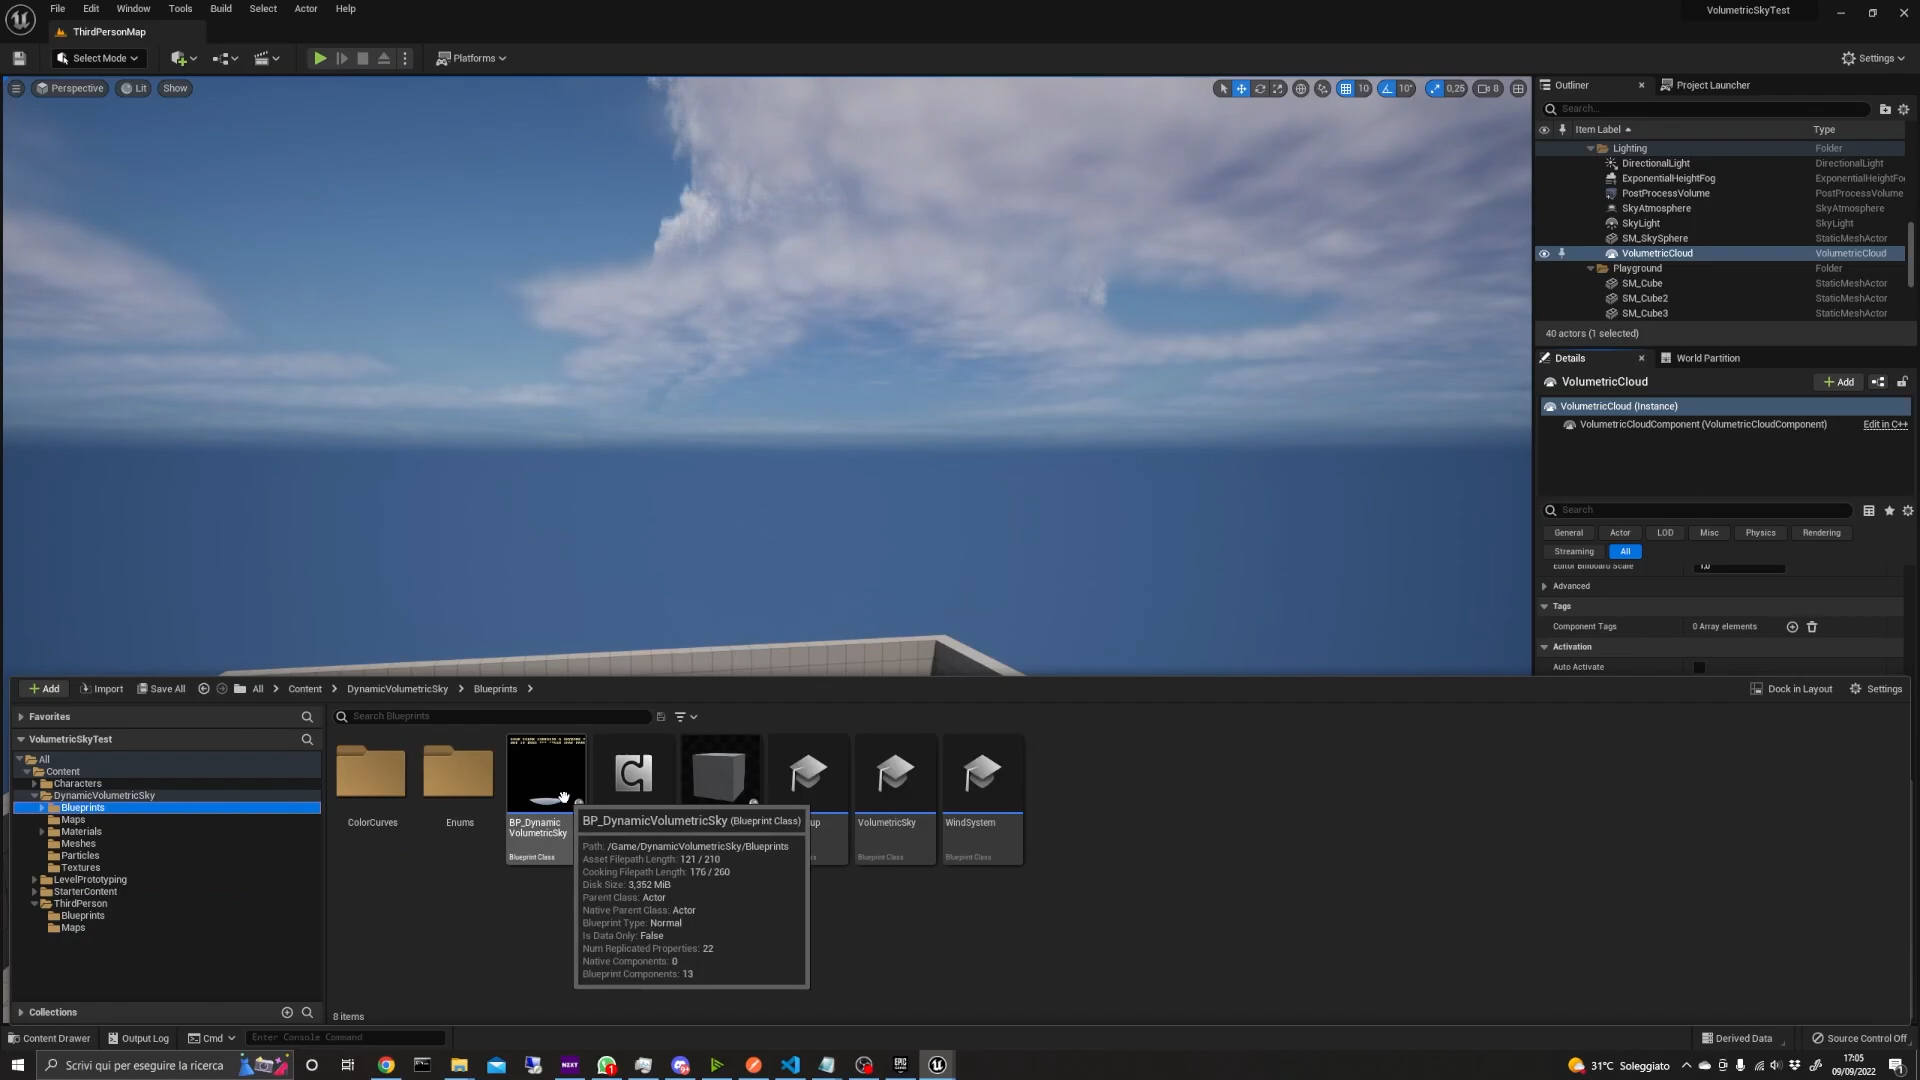 File Edit Window Tools Build Select Actor Help
VolumetricSkyTest
ThirdPersonMap
Select Mode
Platforms
Settings
Perspective Lit Show
10 10° 0,25 8
Outliner Project Launcher
Search...
Item Label Type
Lighting Folder
DirectionalLight DirectionalLight
ExponentialHeightFog ExponentialHeightFo
PostProcessVolume PostProcessVolume
SkyAtmosphere SkyAtmosphere
SkyLight SkyLight
SM_SkySphere StaticMeshActor
VolumetricCloud VolumetricCloud
Playground Folder
SM_Cube StaticMeshActor
SM_Cube2 StaticMeshActor
SM_Cube3 StaticMeshActor
40 actors (1 selected)
Details World Partition
VolumetricCloud Add
VolumetricCloud (Instance)
VolumetricCloudComponent (VolumetricCloudComponent) Edit in C++
Search
General Actor LOD Misc Physics Rendering
Streaming All
Editor Billboard Scale 1,0
Advanced
Tags
Component Tags 0 Array elements
Activation
Auto Activate
Add Import Save All All Content DynamicVolumetricSky Blueprints
Dock in Layout Settings
Favorites
VolumetricSkyTest
All
Content
Characters
DynamicVolumetricSky
Blueprints
Maps
Materials
Meshes
Particles
Textures
LevelPrototyping
StarterContent
ThirdPerson
Blueprints
Maps
Collections
Search Blueprints
ColorCurves
Enums
BP_Dynamic
VolumetricSky
Blueprint Class
up
VolumetricSky
Blueprint Class
WindSystem
Blueprint Class
BP_DynamicVolumetricSky (Blueprint Class)
Path: /Game/DynamicVolumetricSky/Blueprints
Asset Filepath Length: 121 / 210
Cooking Filepath Length: 176 / 260
Disk Size: 3,352 MiB
Parent Class: Actor
Native Parent Class: Actor
Blueprint Type: Normal
Is Data Only: False
Num Replicated Properties: 22
Native Components: 0
Blueprint Components: 13
8 items
Content Drawer Output Log Cmd Enter Console Command
Derived Data Source Control Off
Scrivi qui per eseguire la ricerca
NEXT
EPIC
GAMES
31°C Soleggiato
17:05
09/09/2022